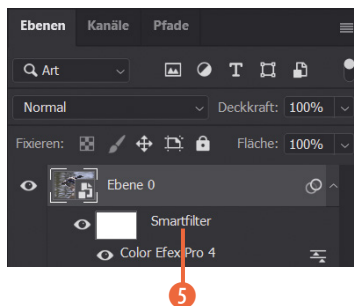 Ebenen Kanäle Pfade
Art
Normal Deckkraft: 100%
Fixieren: Fläche: 100%
Ebene 0
Smartfilter
Color Efex Pro 4
5